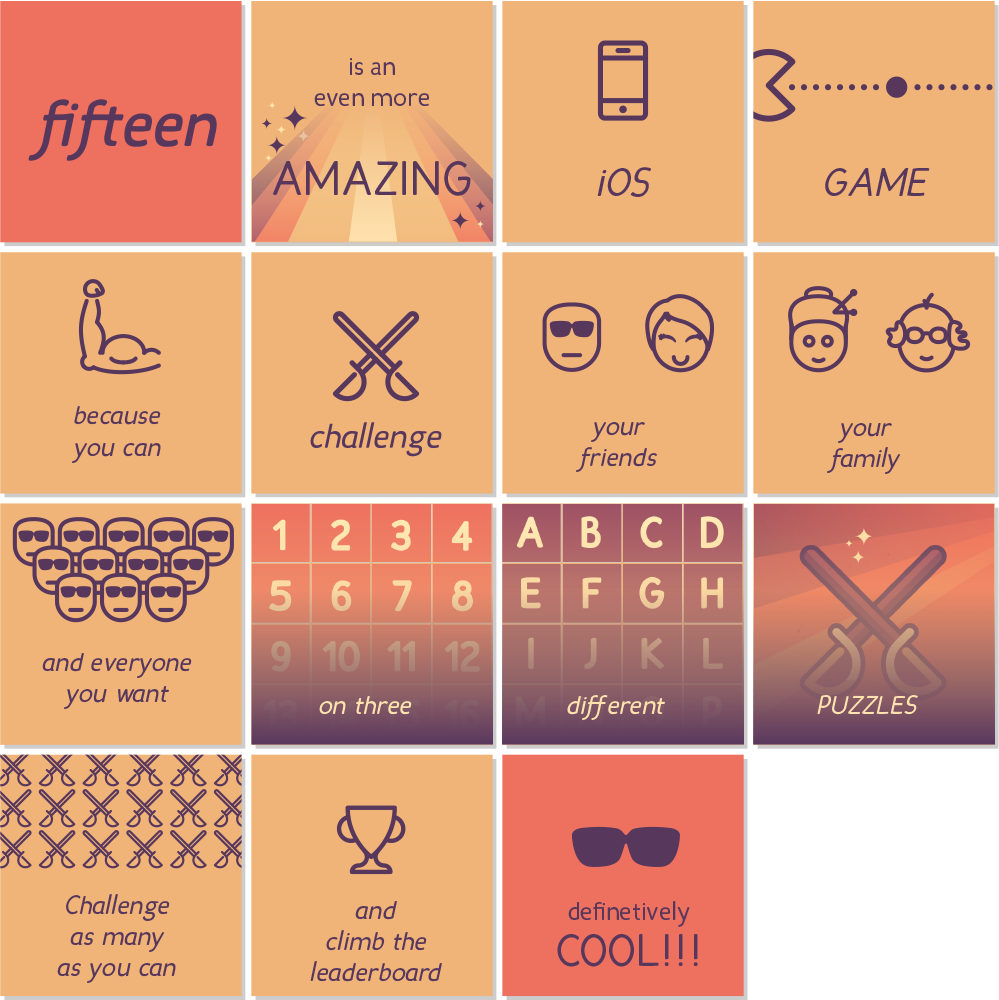 fifteen
is an
even more
AMAZING
iOS
GAME
because
you can
challenge
your
friends
your
family
and everyone
you want
1 2 3 4
5 6 7 8
9 10 11 12
13 16
on three
A B C D
E F G H
I J K L
M P
different
PUZZLES
Challenge
as many
as you can
and
climb the
leaderboard
definetively
COOL!!!